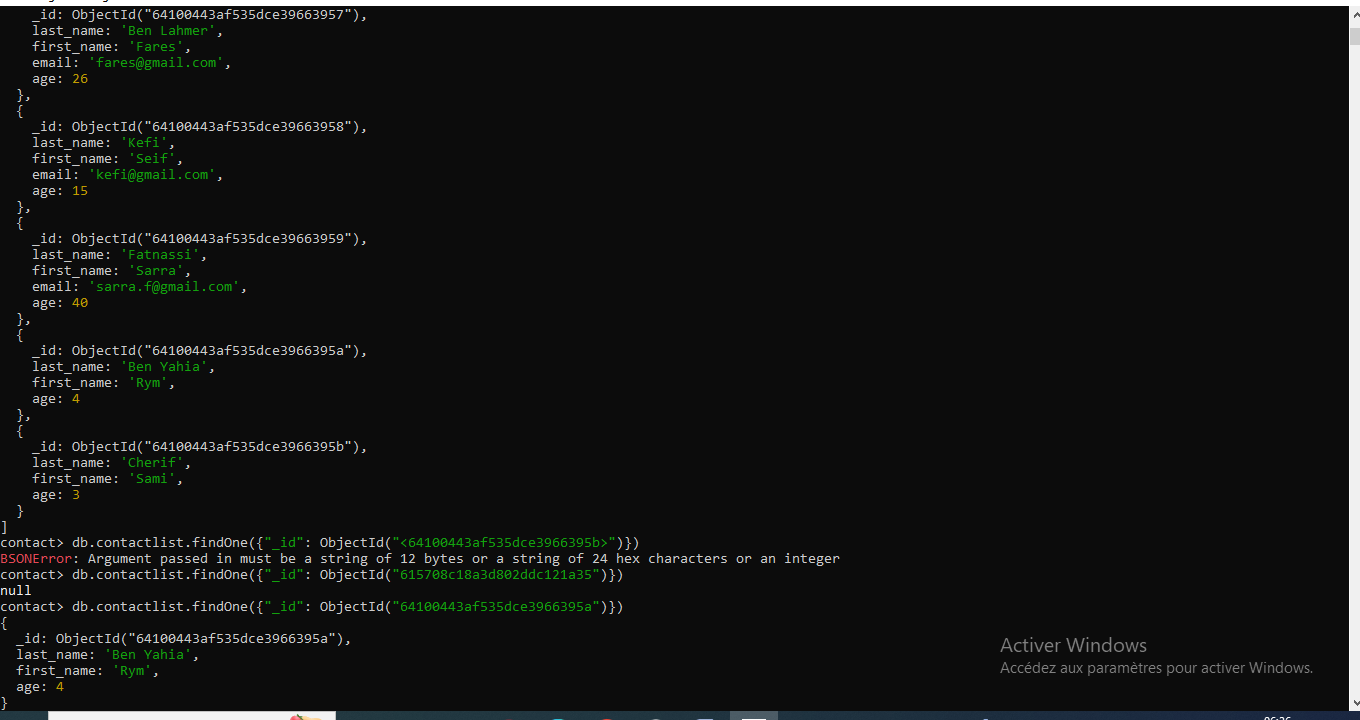 _id: ObjectId("64100443af535dce39663957"),
last_name: 'Ben Lahmer',
first_name: 'Fares',
email: 'fares@gmail.com',
age: 26
},
{
_id: ObjectId("64100443af535dce39663958"),
last_name: 'Kefi',
first_name: 'Seif',
email: 'kefi@gmail.com',
age: 15
},
{
_id: ObjectId("64100443af535dce39663959"),
last_name: 'Fatnassi',
first_name: 'Sarra',
email: 'sarra.f@gmail.com',
age: 40
},
{
_id: ObjectId("64100443af535dce3966395a"),
last_name: 'Ben Yahia',
first_name: 'Rym',
age: 4
},
{
_id: ObjectId("64100443af535dce3966395b"),
last_name: 'Cherif',
first_name: 'Sami',
age: 3
}
]
contact> db.contactlist.findOne({"_id": ObjectId("<64100443af535dce3966395b>")})
BSONError: Argument passed in must be a string of 12 bytes or a string of 24 hex characters or an integer
contact> db.contactlist.findOne({"_id": ObjectId("615708c18a3d802ddc121a35")})
null
contact> db.contactlist.findOne({"_id": ObjectId("64100443af535dce3966395a")})
{
_id: ObjectId("64100443af535dce3966395a"),
last_name: 'Ben Yahia',
first_name: 'Rym',
age: 4
}
Activer Windows
Accédez aux paramètres pour activer Windows.